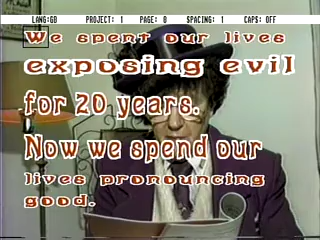 LANG:GB PROJECT: 1 PAGE: 0 SPACING: 1 CAPS: OFF
We spent our lives
exposing evil
for 20 years.
Now we spend our
lives pronouncing
good.